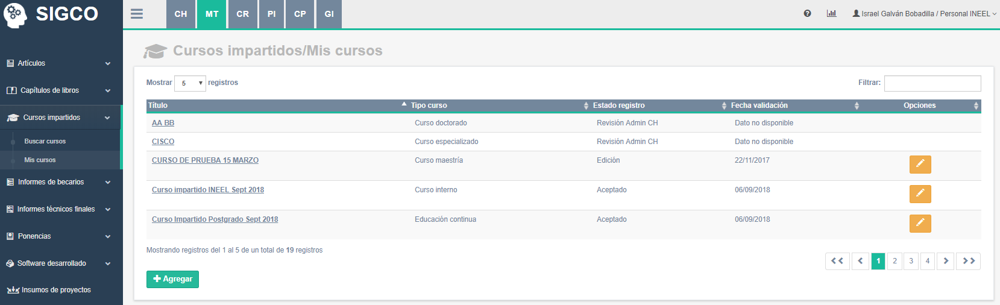 SIGCO
CH MT CR PI CP GI
Israel Galván Bobadilla / Personal INEEL
Artículos
Capítulos de libros
Cursos impartidos
Buscar cursos
Mis cursos
Informes de becarios
Informes técnicos finales
Ponencias
Software desarrollado
Insumos de proyectos
Cursos impartidos/Mis cursos
Mostrar 5 registros
Filtrar:
Título Tipo curso Estado registro Fecha validación Opciones
AA BB Curso doctorado Revisión Admin CH Dato no disponible
CISCO Curso especializado Revisión Admin CH Dato no disponible
CURSO DE PRUEBA 15 MARZO Curso maestría Edición 22/11/2017
Curso impartido INEEL Sept 2018 Curso interno Aceptado 06/09/2018
Curso Impartido Postgrado Sept 2018 Educación continua Aceptado 06/09/2018
Mostrando registros del 1 al 5 de un total de 19 registros
1 2 3 4
Agregar